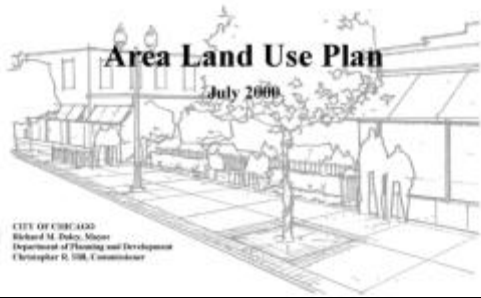 Area Land Use Plan
July 2000
CITY OF CHICAGO
Richard M. Daley, Mayor
Department of Planning and Development
Christopher R. Hill, Commissioner